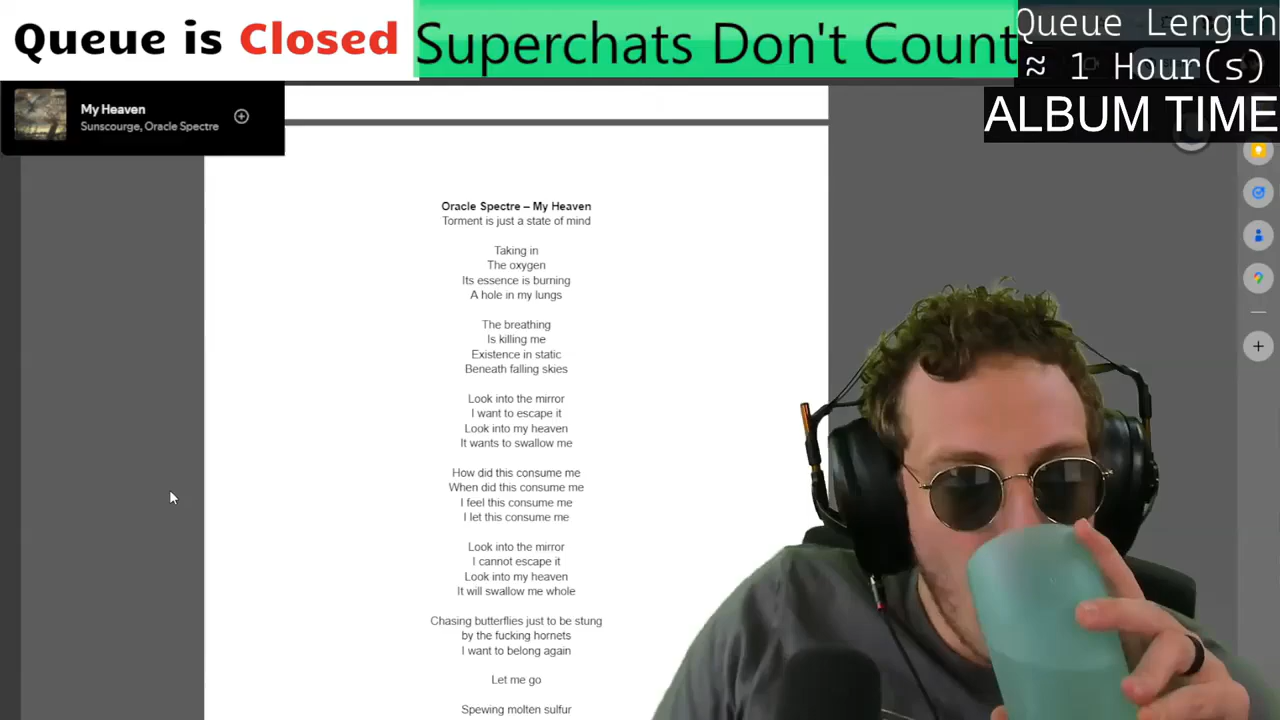 Queue is Closed
Superchats Don't Count
Queue Length
≈ 1 Hour(s)
ALBUM TIME
My Heaven
Sunscourge, Oracle Spectre
Oracle Spectre – My Heaven
Torment is just a state of mind
Taking in
The oxygen
Its essence is burning
A hole in my lungs
The breathing
Is killing me
Existence in static
Beneath falling skies
Look into the mirror
I want to escape it
Look into my heaven
It wants to swallow me
How did this consume me
When did this consume me
I feel this consume me
I let this consume me
Look into the mirror
I cannot escape it
Look into my heaven
It will swallow me whole
Chasing butterflies just to be stung
by the fucking hornets
I want to belong again
Let me go
Spewing molten sulfur